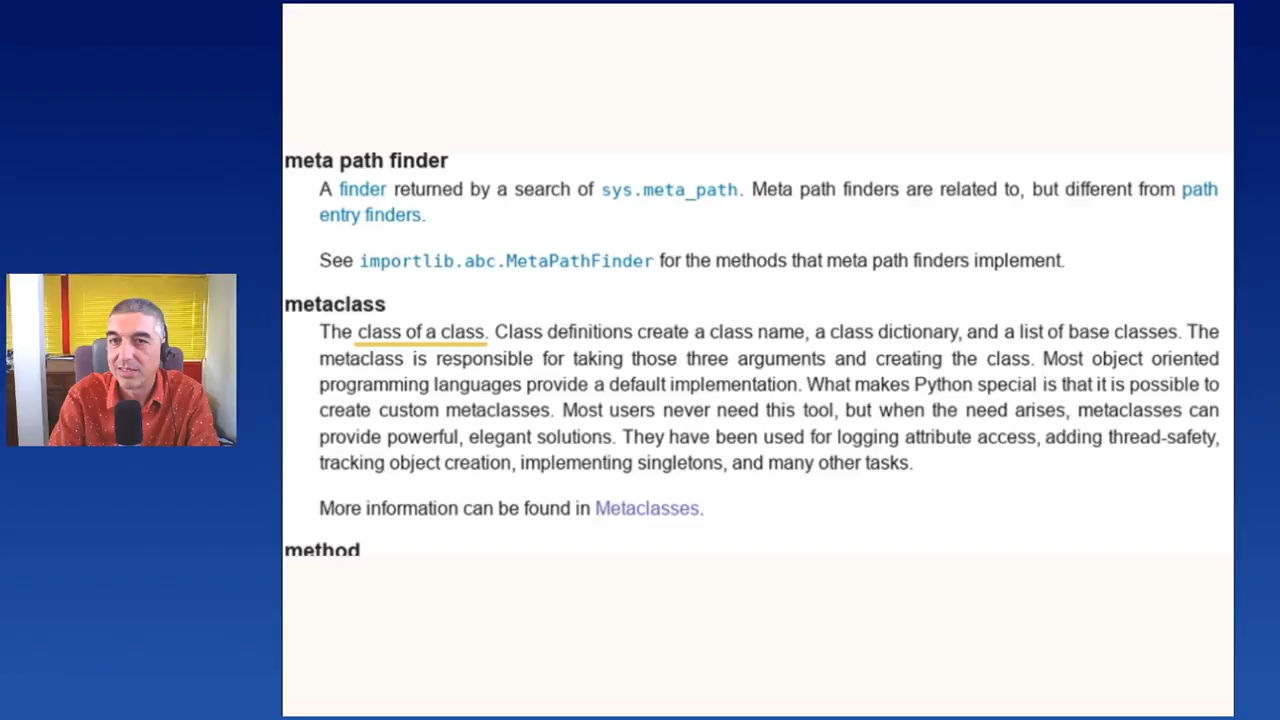 meta path finder
A finder returned by a search of sys.meta_path. Meta path finders are related to, but different from path
entry finders.
See importlib.abc.MetaPathFinder for the methods that meta path finders implement.
metaclass
The class of a class. Class definitions create a class name, a class dictionary, and a list of base classes. The
metaclass is responsible for taking those three arguments and creating the class. Most object oriented
programming languages provide a default implementation. What makes Python special is that it is possible to
create custom metaclasses. Most users never need this tool, but when the need arises, metaclasses can
provide powerful, elegant solutions. They have been used for logging attribute access, adding thread-safety,
tracking object creation, implementing singletons, and many other tasks.
More information can be found in Metaclasses.
method